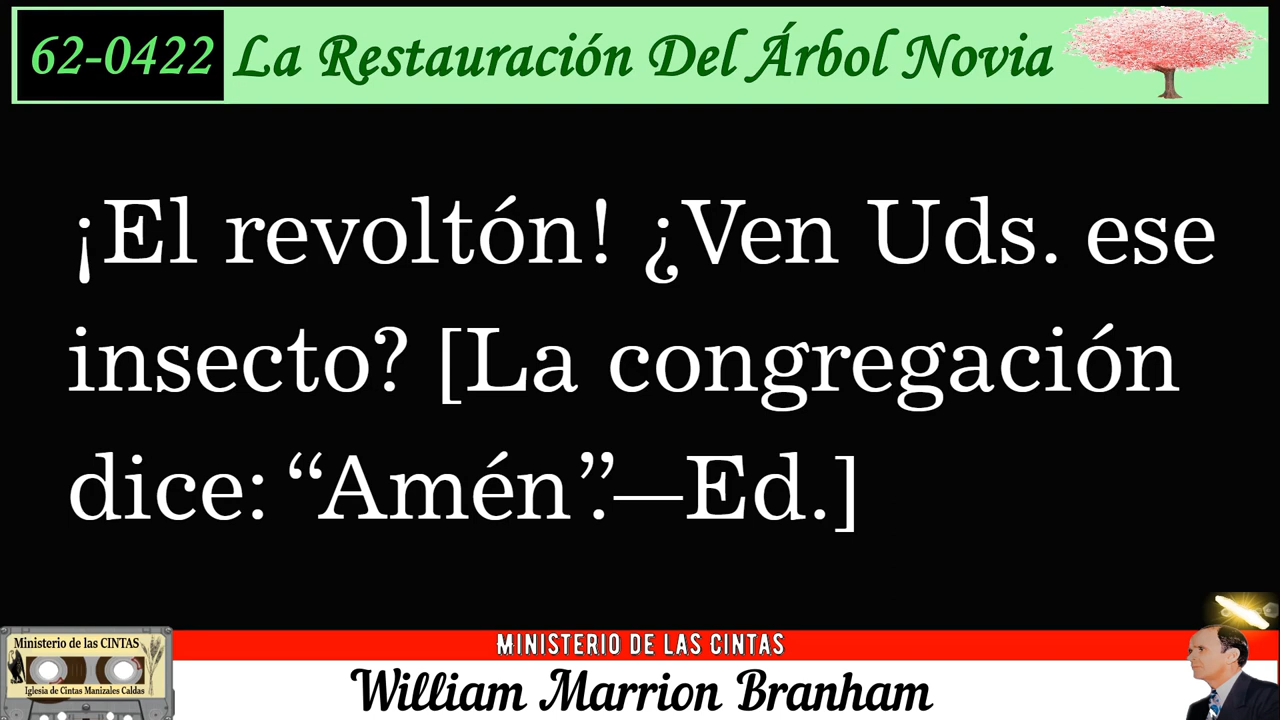 62-0422 La Restauración Del Árbol Novia
¡El revoltón! ¿Ven Uds. ese
insecto? [La congregación
dice: “Amén”.—Ed.]
Ministerio de las CINTAS
Iglesia de Cintas Manizales Caldas
MINISTERIO DE LAS CINTAS
William Marrion Branham